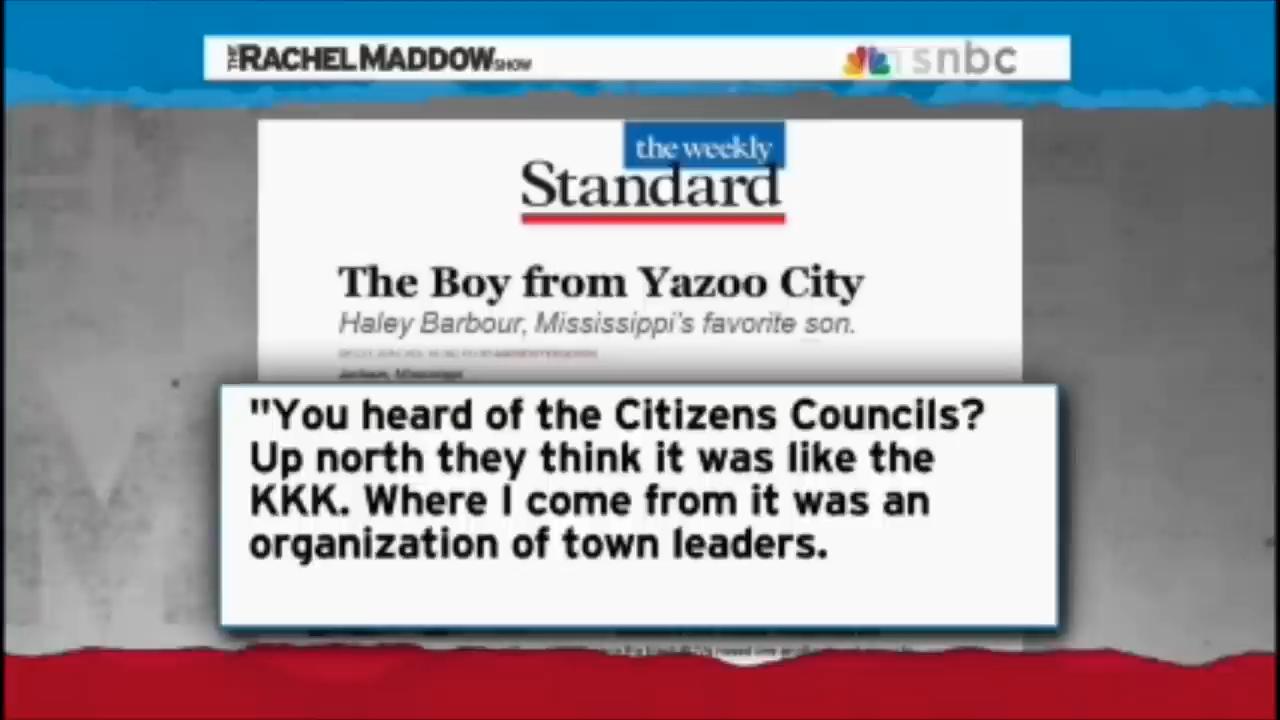 THE RACHEL MADDOW SHOW
msnbc
the weekly
Standard
The Boy from Yazoo City
Haley Barbour, Mississippi's favorite son.
Jackson, Mississippi
"You heard of the Citizens Councils?
Up north they think it was like the
KKK. Where I come from it was an
organization of town leaders.